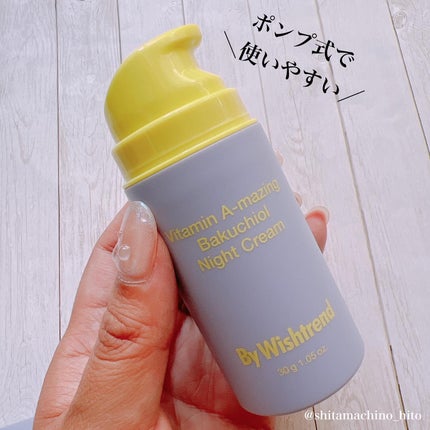 ポンプ式で
使いやすい
Vitamin A-mazing
Bakuchiol
Night Cream
By Wishtrend
30 g 1.05 oz
@shitamachino_hito